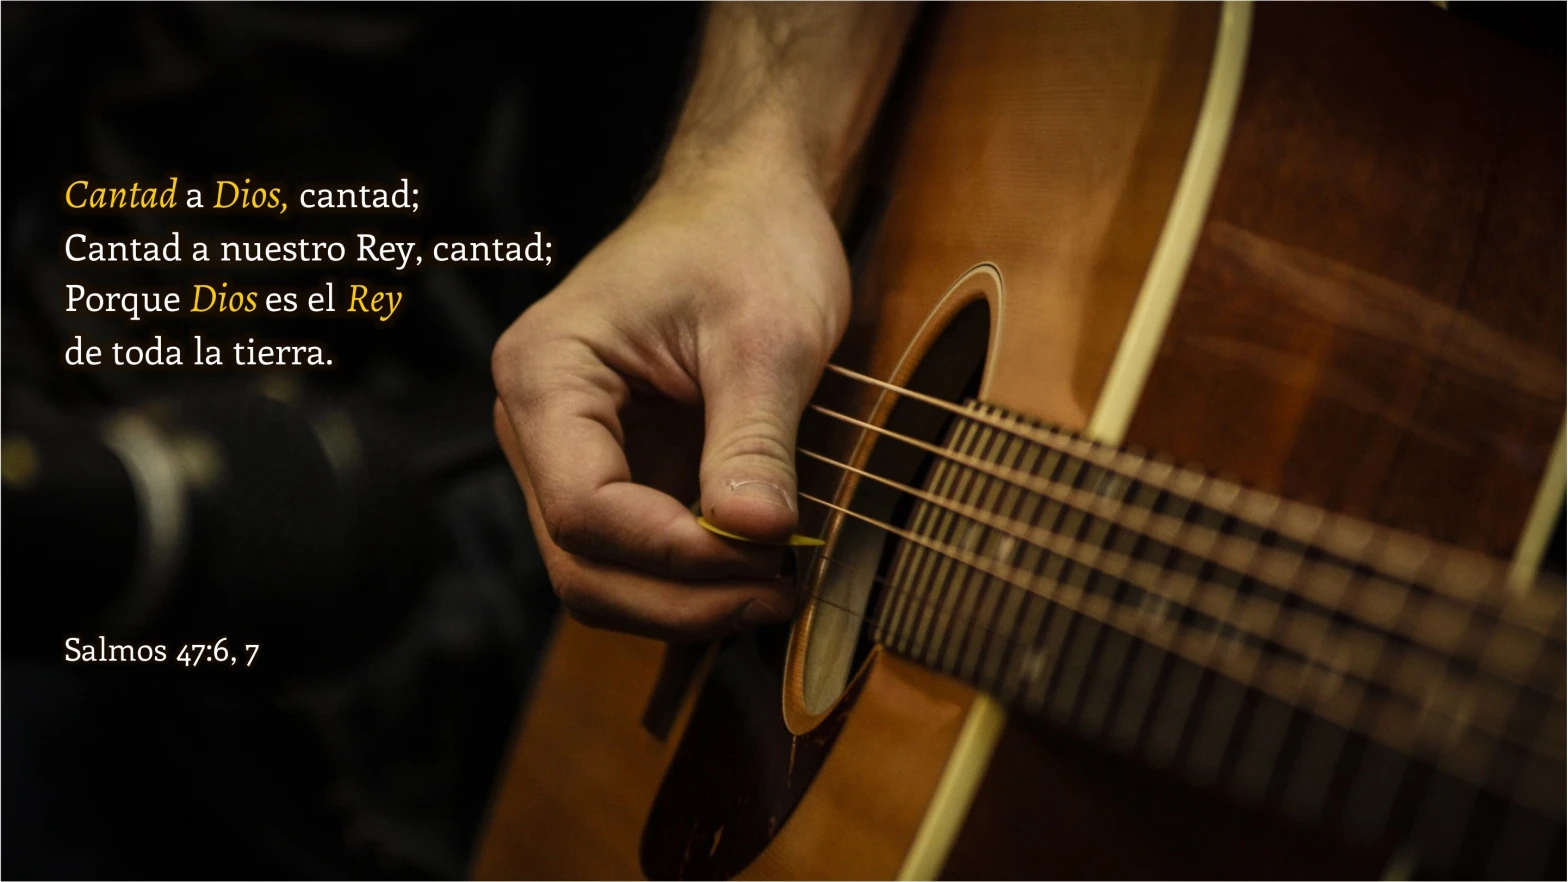 Cantad a Dios, cantad;
Cantad a nuestro Rey, cantad;
Porque Dios es el Rey
de toda la tierra.
Salmos 47:6, 7